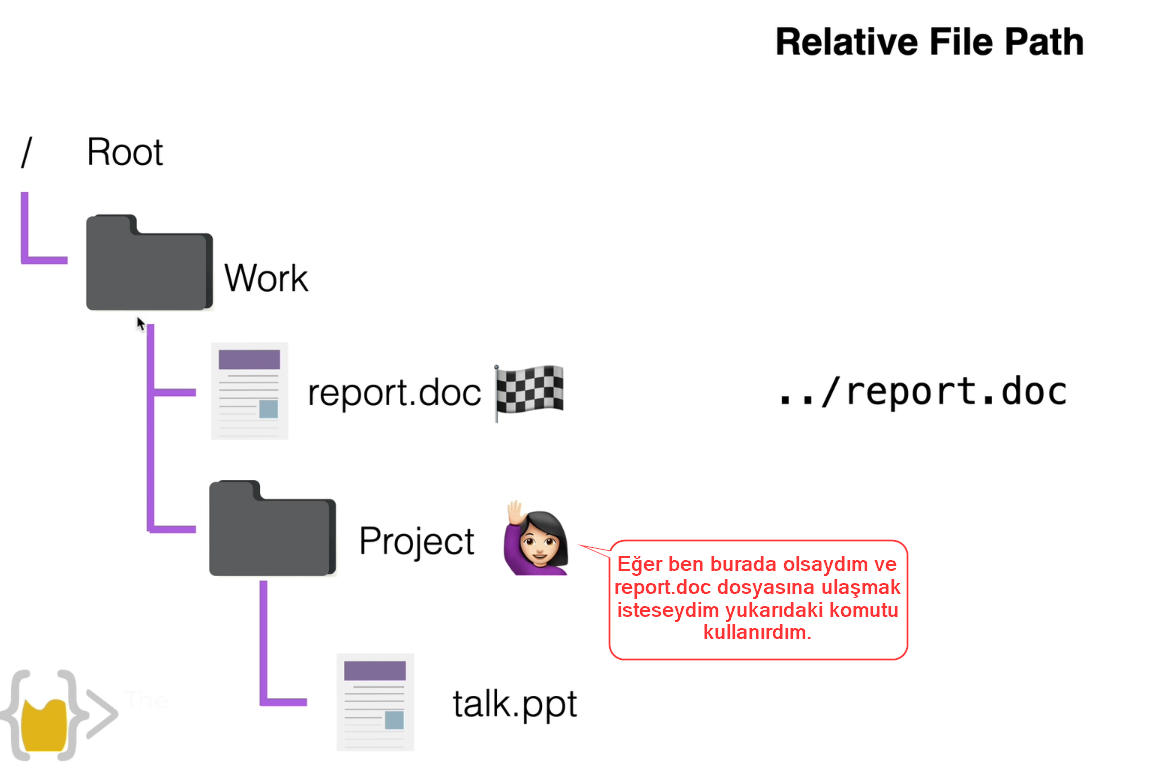 Relative File Path
/ Root
Work
report.doc
../report.doc
Project
Eğer ben burada olsaydım ve
report.doc dosyasına ulaşmak
isteseydim yukarıdaki komutu
kullanırdım.
The
talk.ppt